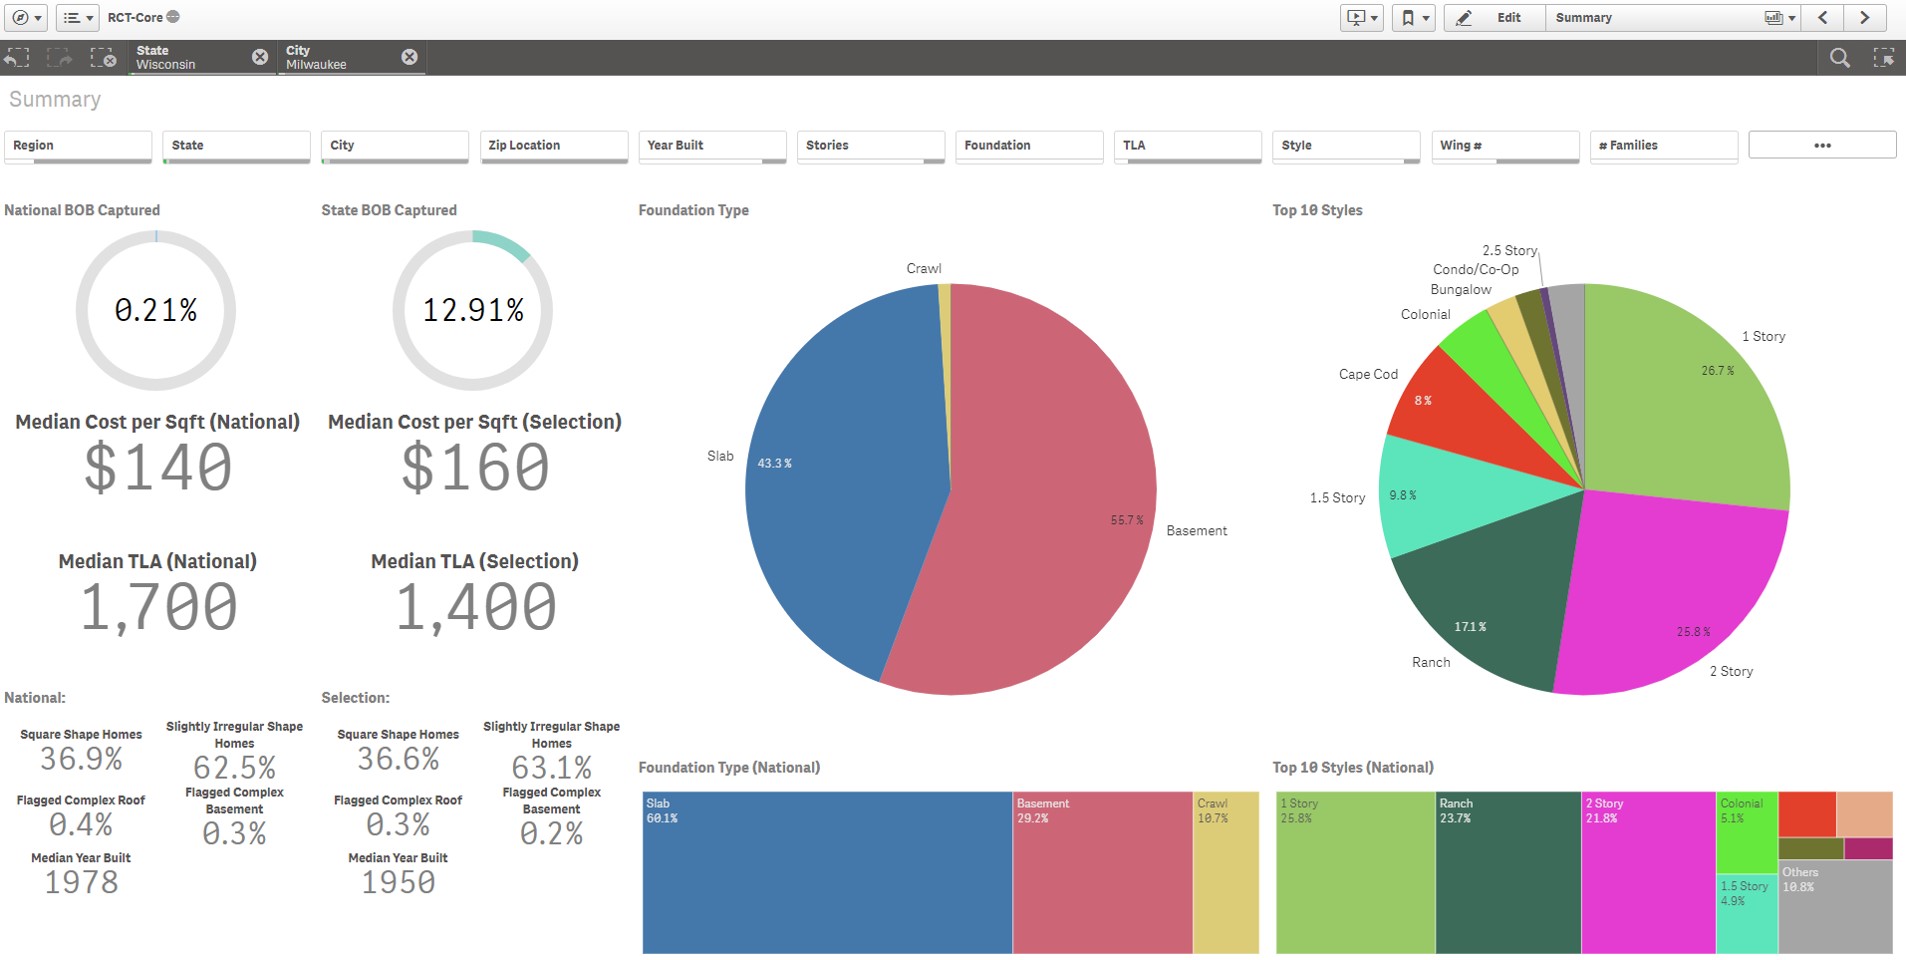 RCT-Core
Edit
Summary
State
Wisconsin
City
Milwaukee
Summary
Region
State
City
Zip Location
Year Built
Stories
Foundation
TLA
Style
Wing #
# Families
•••
National BOB Captured
0.21%
State BOB Captured
12.91%
Median Cost per Sqft (National)
$140
Median Cost per Sqft (Selection)
$160
Median TLA (National)
1,700
Median TLA (Selection)
1,400
National:
Square Shape Homes
36.9%
Slightly Irregular Shape
Homes
62.5%
Flagged Complex Roof
0.4%
Flagged Complex
Basement
0.3%
Median Year Built
1978
Selection:
Square Shape Homes
36.6%
Slightly Irregular Shape
Homes
63.1%
Flagged Complex Roof
0.3%
Flagged Complex
Basement
0.2%
Median Year Built
1950
Foundation Type
Crawl
Slab
43.3 %
55.7 %
Basement
Top 10 Styles
2.5 Story
Condo/Co-Op
Bungalow
Colonial
1 Story
26.7 %
Cape Cod
8 %
1.5 Story
9.8 %
17.1 %
Ranch
25.8 %
2 Story
Foundation Type (National)
Slab
60.1%
Basement
29.2%
Crawl
10.7%
Top 10 Styles (National)
1 Story
25.8%
Ranch
23.7%
2 Story
21.8%
Colonial
5.1%
1.5 Story
4.9%
Others
10.8%